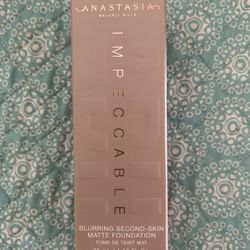 ANASTASIA
BEVERLY HILLS
IMPECCABLE
BLURRING SECOND-SKIN
MATTE FOUNDATION
FOND DE TEINT MAT